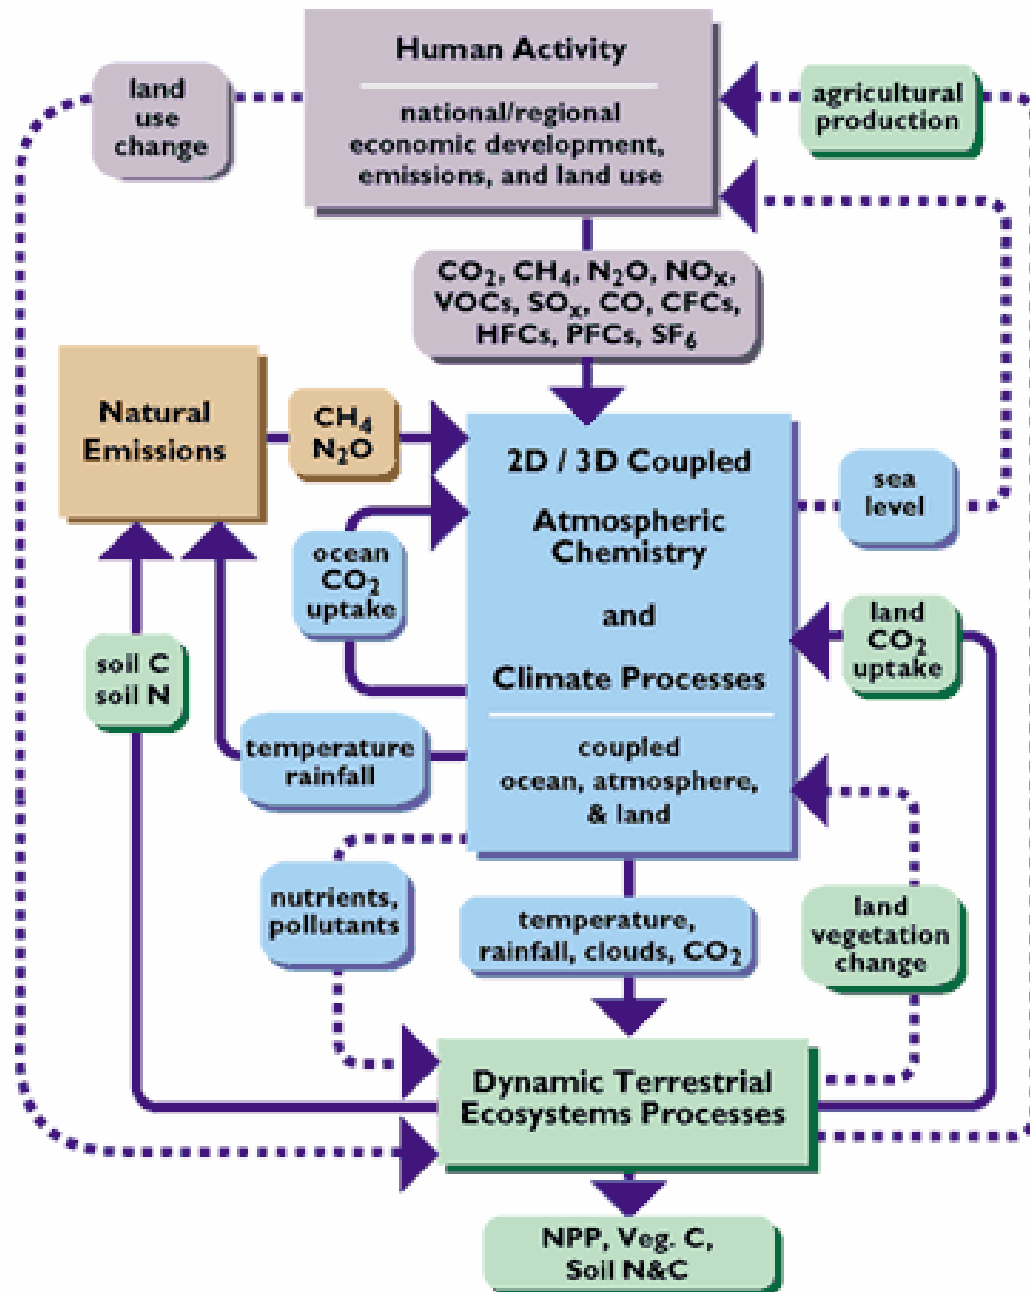 Human Activity
national/regional
economic development,
emissions, and land use
land
use
change
agricultural
production
CO₂, CH₄, N₂O, NOₓ,
VOCs, SOₓ, CO, CFCs,
HFCs, PFCs, SF₆
Natural
Emissions
CH₄
N₂O
2D / 3D Coupled
Atmospheric
Chemistry
and
Climate Processes
coupled
ocean, atmosphere,
& land
sea
level
ocean
CO₂
uptake
land
CO₂
uptake
soil C
soil N
temperature
rainfall
nutrients,
pollutants
temperature,
rainfall, clouds, CO₂
land
vegetation
change
Dynamic Terrestrial
Ecosystems Processes
NPP, Veg. C,
Soil N&C